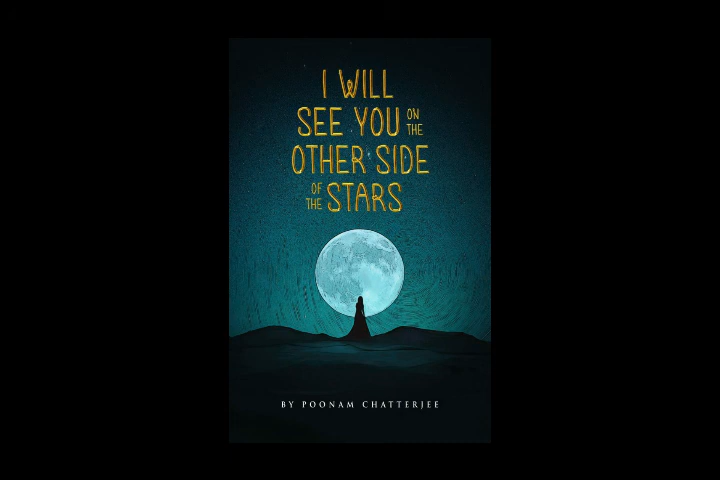 I WILL
SEE YOU ON THE
OTHER SIDE
OF THE STARS
BY POONAM CHATTERJEE